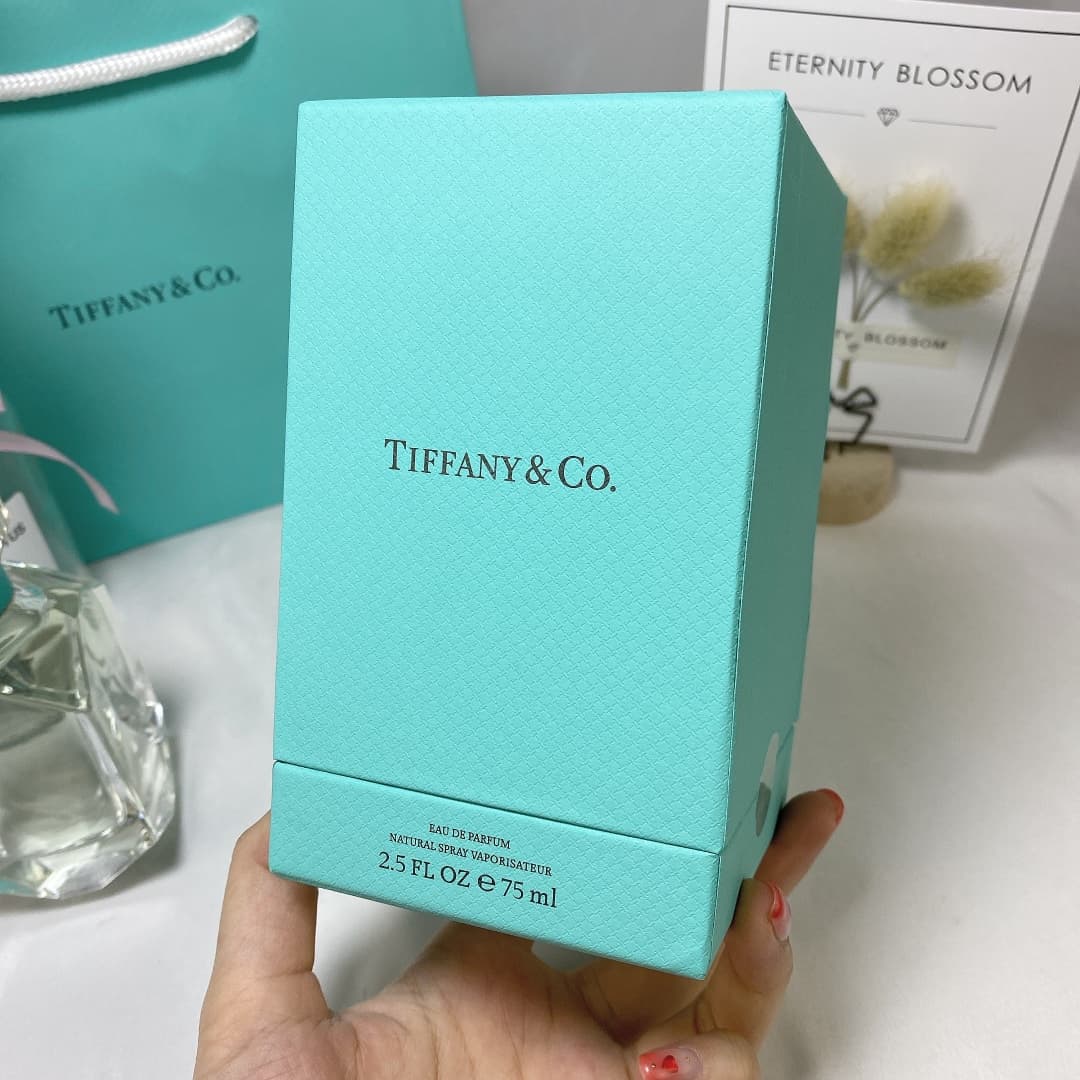 ETERNITY BLOSSOM
TIFFANY & CO.
TIFFANY & CO.
BLOSSOM
EAU DE PARFUM
NATURAL SPRAY VAPORISATEUR
2.5 FL OZ e 75 ml